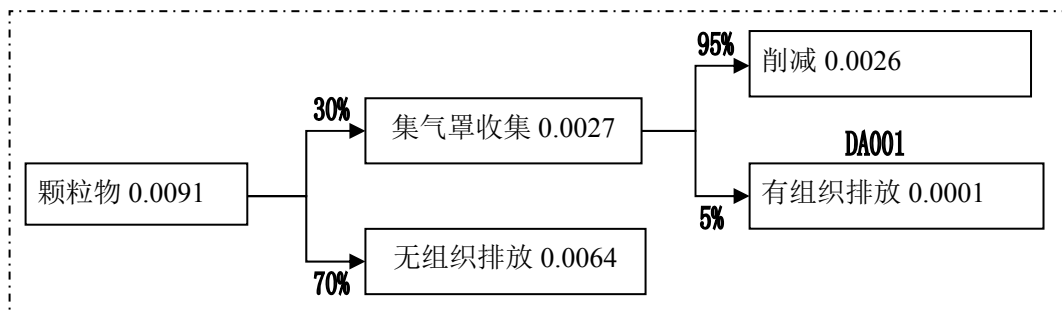 95%
削减 0.0026
30%
集气罩收集 0.0027
DA001
颗粒物 0.0091
有组织排放 0.0001
5%
无组织排放 0.0064
70%